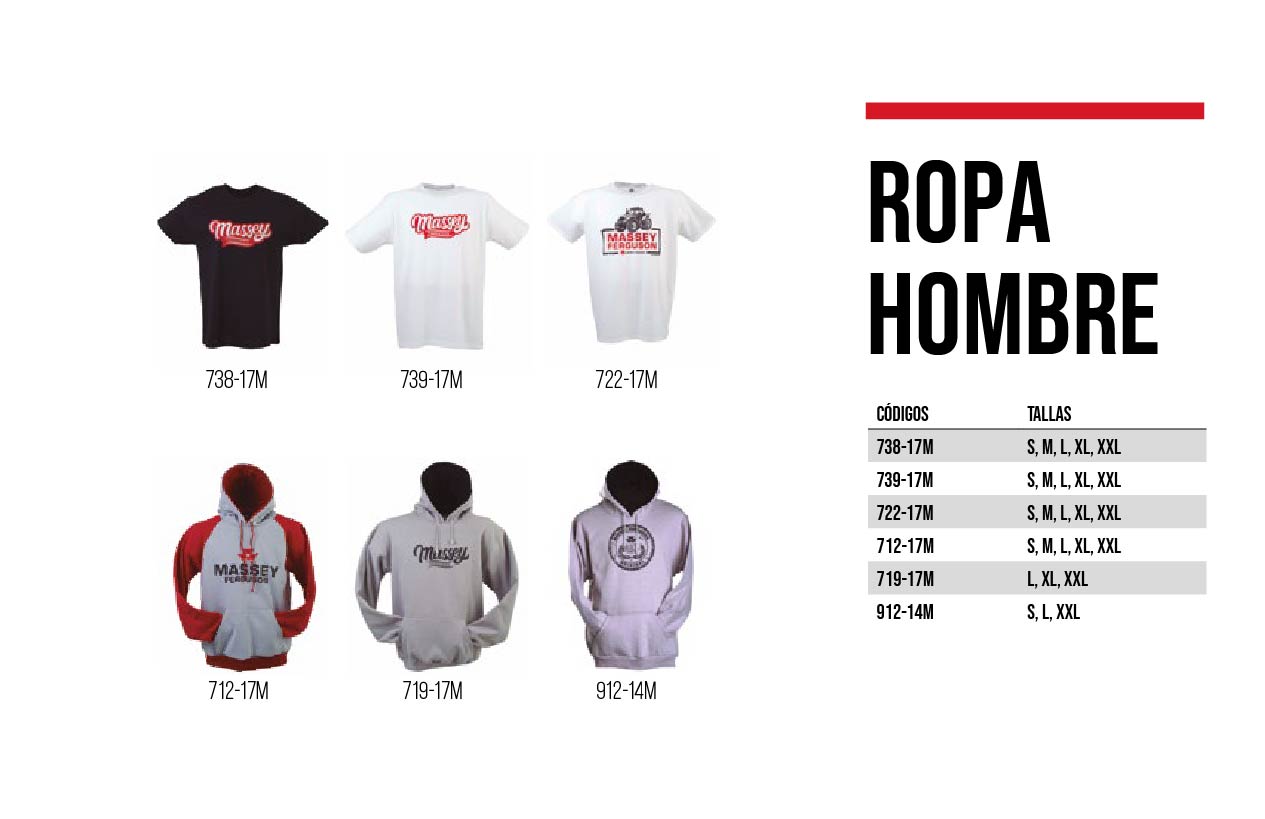 Massey
Massey
MASSEY
FERGUSON
738-17M
739-17M
722-17M
MASSEY
FERGUSON
Massey
712-17M
719-17M
912-14M
ROPA
HOMBRE
CÓDIGOS TALLAS
738-17M S, M, L, XL, XXL
739-17M S, M, L, XL, XXL
722-17M S, M, L, XL, XXL
712-17M S, M, L, XL, XXL
719-17M L, XL, XXL
912-14M S, L, XXL